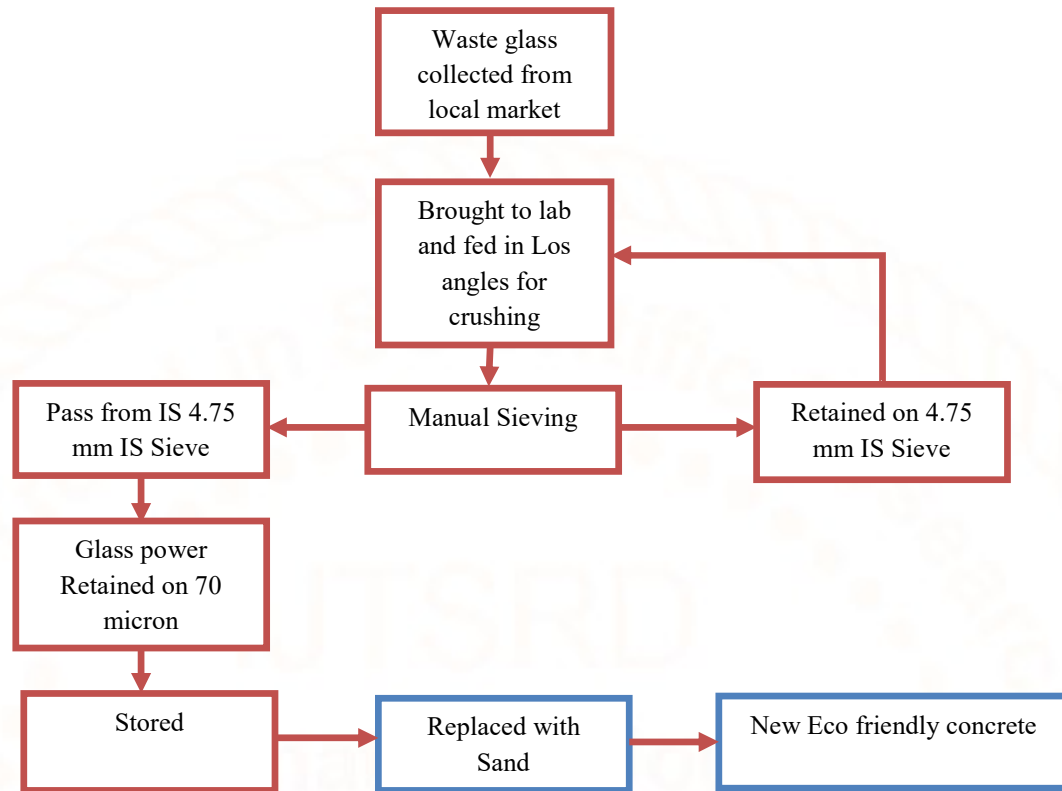 Waste glass
collected from
local market
Brought to lab
and fed in Los
angles for
crushing
Pass from IS 4.75
mm IS Sieve
Manual Sieving
Retained on 4.75
mm IS Sieve
Glass power
Retained on 70
micron
Stored
Replaced with
Sand
New Eco friendly concrete
IJTSRD